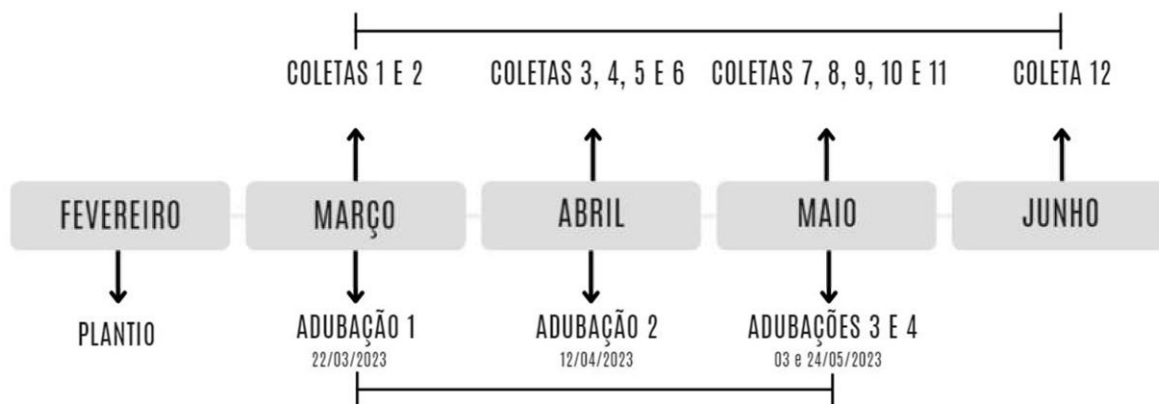 COLETAS 1 E 2
COLETAS 3, 4, 5 E 6
COLETAS 7, 8, 9, 10 E 11
COLETA 12
FEVEREIRO
MARÇO
ABRIL
MAIO
JUNHO
PLANTIO
ADUBAÇÃO 1
22/03/2023
ADUBAÇÃO 2
12/04/2023
ADUBAÇÕES 3 E 4
03 e 24/05/2023